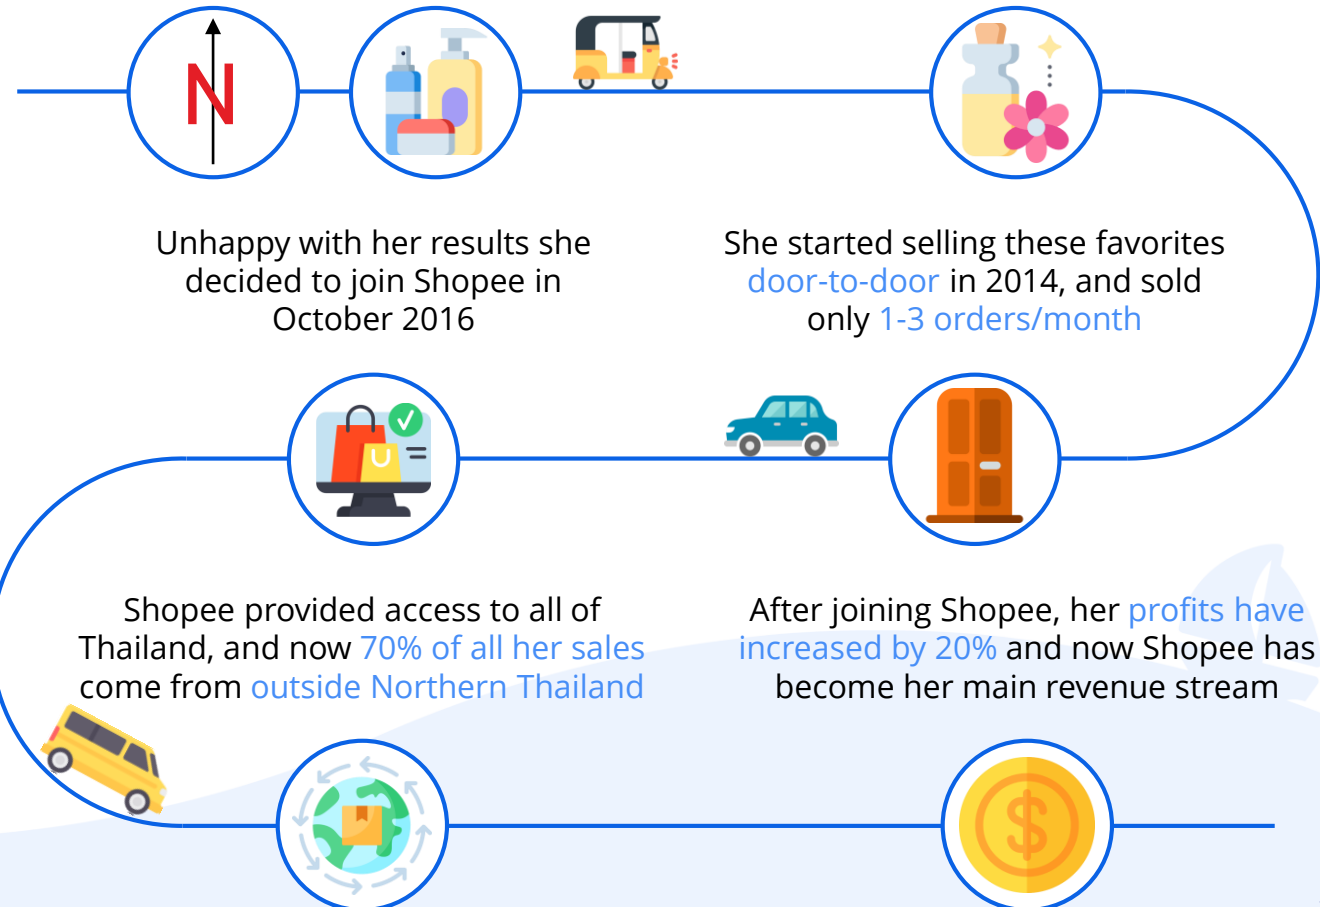 N
Unhappy with her results she
decided to join Shopee in
October 2016
She started selling these favorites
door-to-door in 2014, and sold
only 1-3 orders/month
Shopee provided access to all of
Thailand, and now 70% of all her sales
come from outside Northern Thailand
After joining Shopee, her profits have
increased by 20% and now Shopee has
become her main revenue stream
$